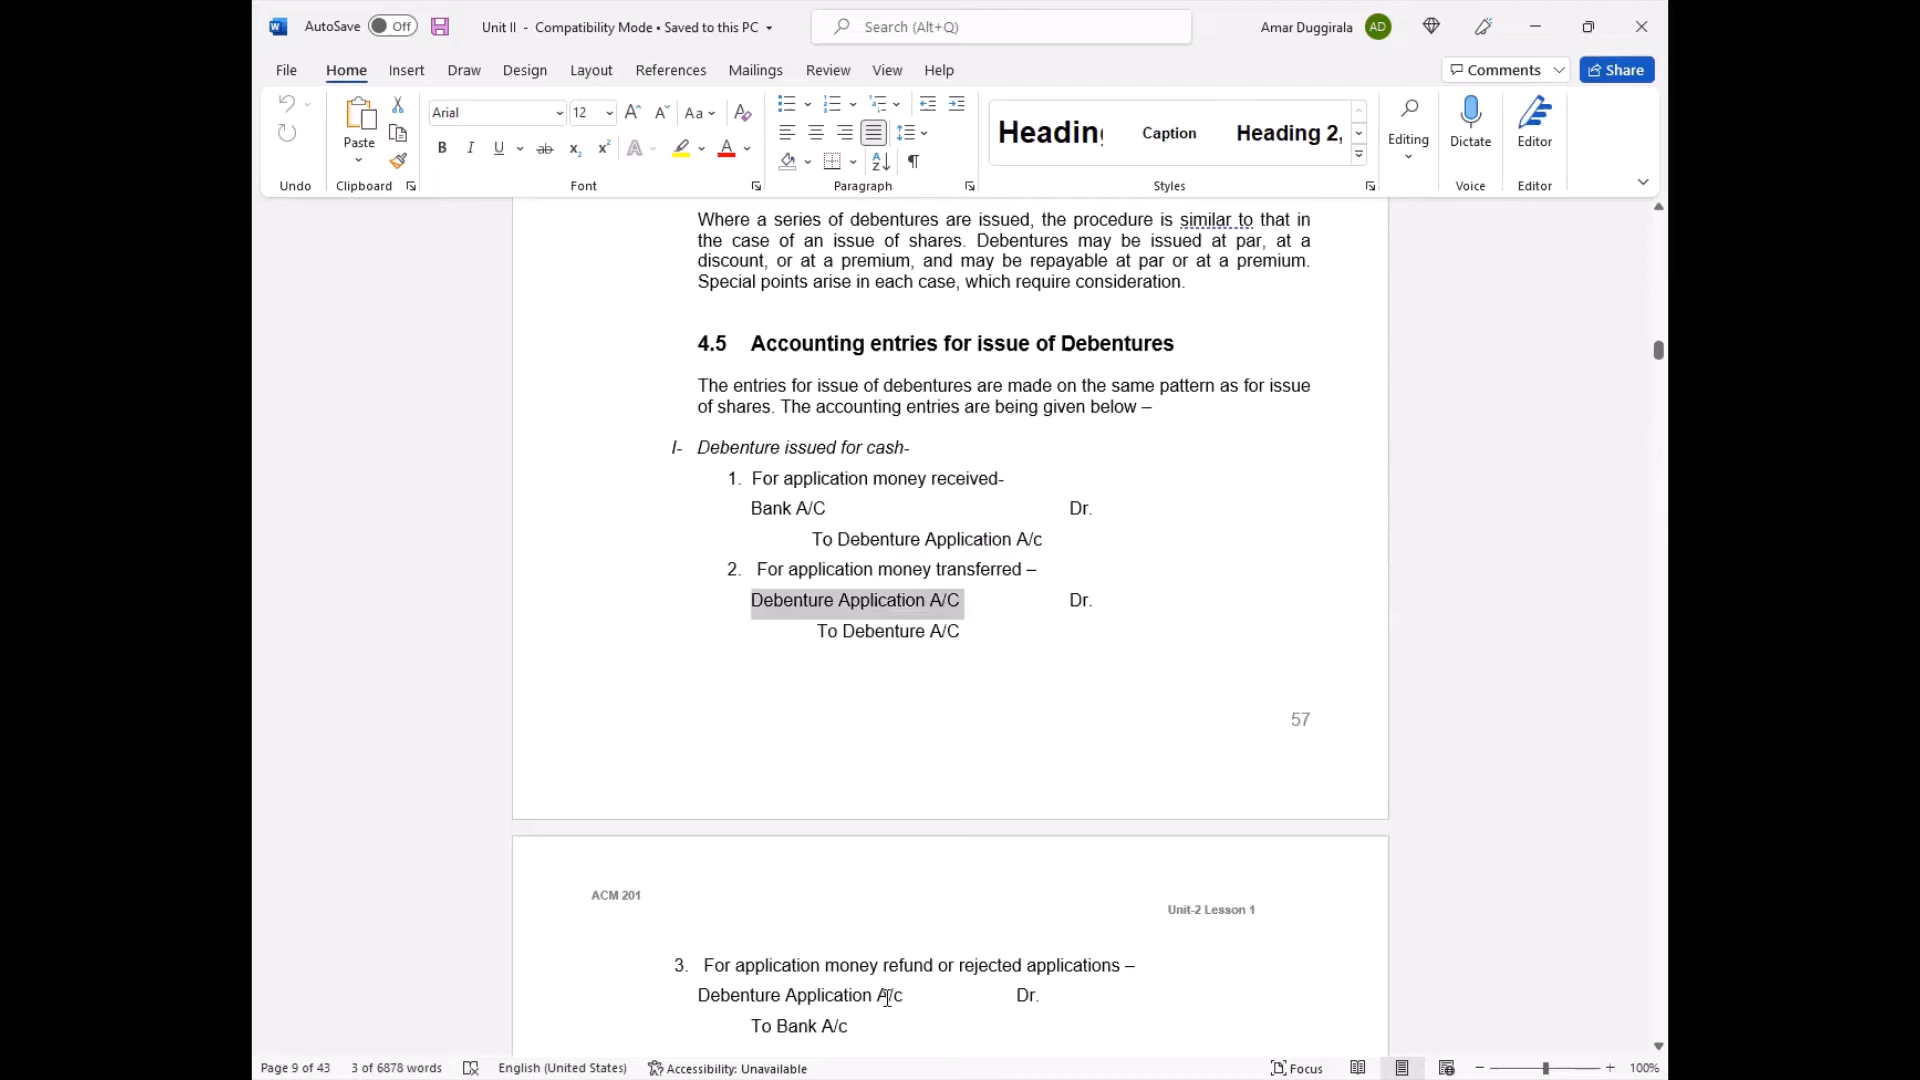 AutoSave Off Unit II - Compatibility Mode • Saved to this PC Search (Alt+Q) Amar Duggirala AD
File Home Insert Draw Design Layout References Mailings Review View Help Comments Share
Arial 12 Aa
Paste
B I U ab x₂ x² A A
Heading Caption Heading 2,
Editing Dictate Editor
Undo Clipboard Font Paragraph Styles Voice Editor
Where a series of debentures are issued, the procedure is similar to that in
the case of an issue of shares. Debentures may be issued at par, at a
discount, or at a premium, and may be repayable at par or at a premium.
Special points arise in each case, which require consideration.
4.5 Accounting entries for issue of Debentures
The entries for issue of debentures are made on the same pattern as for issue
of shares. The accounting entries are being given below –
I- Debenture issued for cash-
1. For application money received-
Bank A/C Dr.
To Debenture Application A/c
2. For application money transferred –
Debenture Application A/C Dr.
To Debenture A/C
57
ACM 201
Unit-2 Lesson 1
3. For application money refund or rejected applications –
Debenture Application A/c Dr.
To Bank A/c
Page 9 of 43 3 of 6878 words English (United States) Accessibility: Unavailable Focus 100%